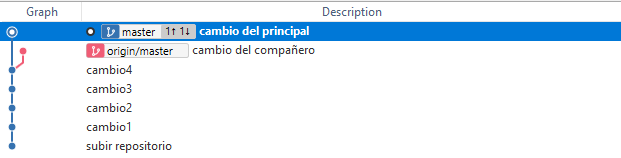 Graph Description
master 1↑ 1↓ cambio del principal
origin/master cambio del compañero
cambio4
cambio3
cambio2
cambio1
subir repositorio